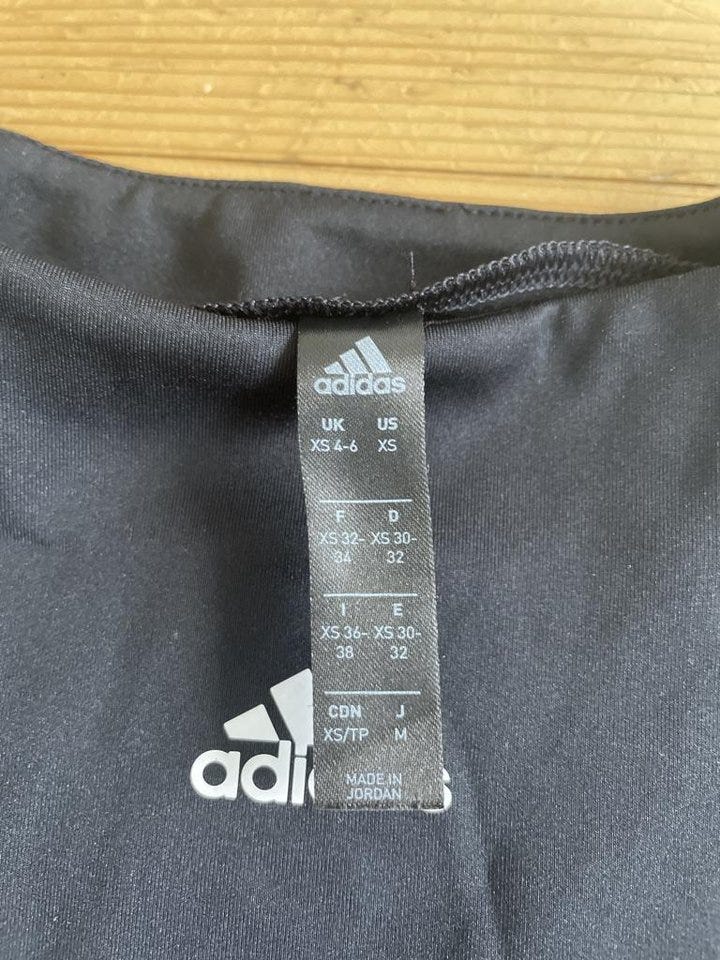 adidas
UK US
XS 4-6 XS
F D
XS 32- XS 30-
34 32
I E
XS 36- XS 30-
38 32
CDN J
XS/TP M
MADE IN
JORDAN
adidas